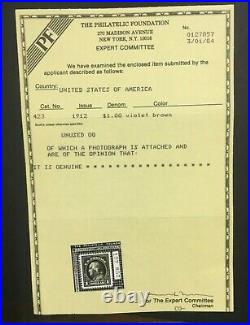 THE PHILATELIC FOUNDATION
270 MADISON AVENUE
NEW YORK, N.Y. 10016
EXPERT COMMITTEE
PF
No.
0127857
3/01/84
We have examined the enclosed item submitted by the
applicant described as follows:
Country: UNITED STATES OF AMERICA
Cat. No. Issue Denom. Color
423 1912 $1.00 violet brown
UNUSED OG
OF WHICH A PHOTOGRAPH IS ATTACHED AND
ARE OF THE OPINION THAT:
IT IS GENUINE
For The Expert Committee
Chairman